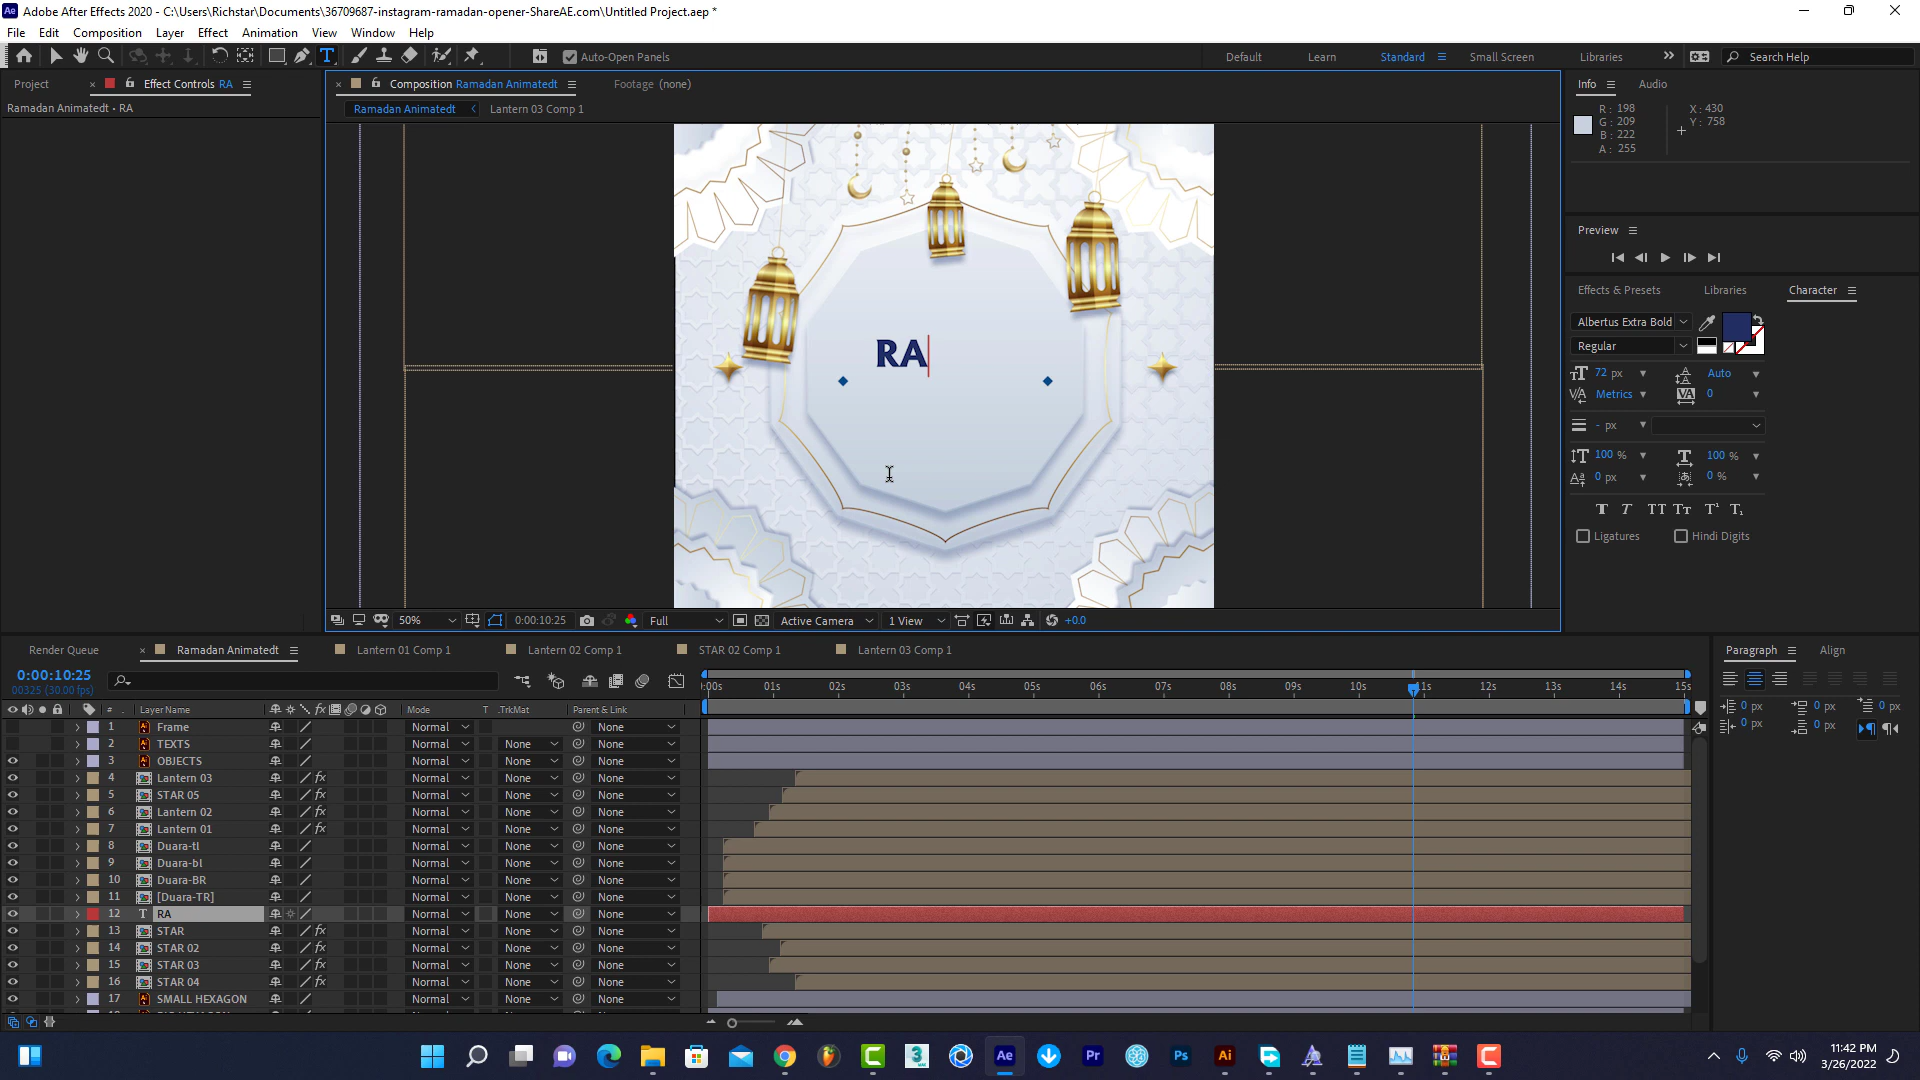 Adobe After Effects 2020 - C:\Users\Richstar\Documents\36709687-instagram-ramadan-opener-ShareAE.com\Untitled Project.aep *
File Edit Composition Layer Effect Animation View Window Help
Auto-Open Panels
Default Learn Standard Small Screen Libraries Search Help
Project Effect Controls RA
Ramadan Animatedt • RA
Composition Ramadan Animatedt Footage (none)
Ramadan Animatedt Lantern 03 Comp 1
RA
50% 0:00:10:25 Full Active Camera 1 View +0.0
Info Audio
R: 198 X: 430
G: 209 Y: 758
B: 222
A: 255
Preview
Effects & Presets Libraries Character
Albertus Extra Bold
Regular
72 px Auto
Metrics 0
- px
100 % 100 %
0 px 0 %
Ligatures Hindi Digits
Render Queue Ramadan Animatedt Lantern 01 Comp 1 Lantern 02 Comp 1 STAR 02 Comp 1 Lantern 03 Comp 1
0:00:10:25
00325 (30.00 fps)
:00s 01s 02s 03s 04s 05s 06s 07s 08s 09s 10s 11s 12s 13s 14s 15s
# Layer Name Mode T .TrkMat Parent & Link
1 Frame Normal None
2 TEXTS Normal None None
3 OBJECTS Normal None None
4 Lantern 03 fx Normal None None
5 STAR 05 fx Normal None None
6 Lantern 02 fx Normal None None
7 Lantern 01 fx Normal None None
8 Duara-tl Normal None None
9 Duara-bl Normal None None
10 Duara-BR Normal None None
11 [Duara-TR] Normal None None
12 T RA Normal None None
13 STAR fx Normal None None
14 STAR 02 fx Normal None None
15 STAR 03 fx Normal None None
16 STAR 04 fx Normal None None
17 SMALL HEXAGON Normal None None
Paragraph Align
0 px 0 px 0 px
0 px 0 px
11:42 PM
3/26/2022